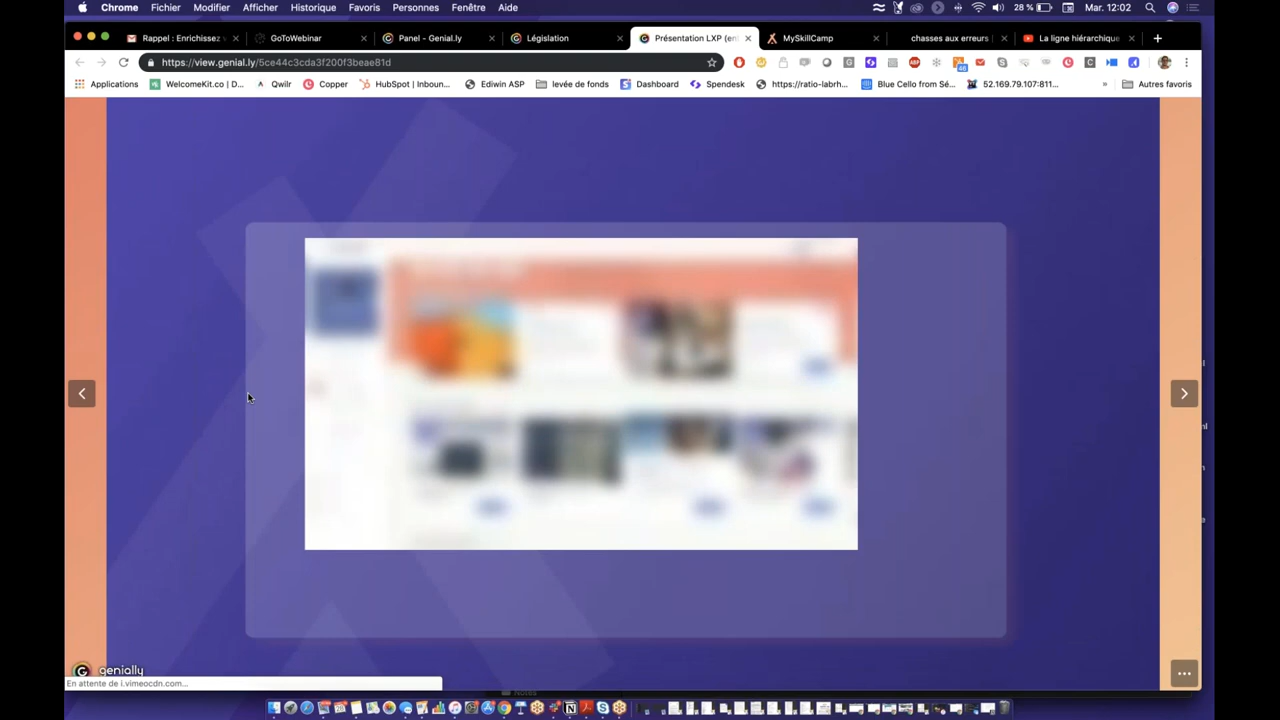 Chrome Fichier Modifier Afficher Historique Favoris Personnes Fenêtre Aide 28 % Mar. 12:02
Rappel : Enrichissez GoToWebinar Panel - Genial.ly Législation Présentation LXP (en MySkillCamp chasses aux erreurs La ligne hiérarchique
https://view.genial.ly/5ce44c3cda3f200f3beae81d
Applications WelcomeKit.co | D... Qwilr Copper HubSpot | Inboun... Ediwin ASP levée de fonds Dashboard Spendesk https://ratio-labrh... Blue Cello from Sé... 52.169.79.107:811... » Autres favoris
genially
En attente de i.vimeocdn.com...
Notes